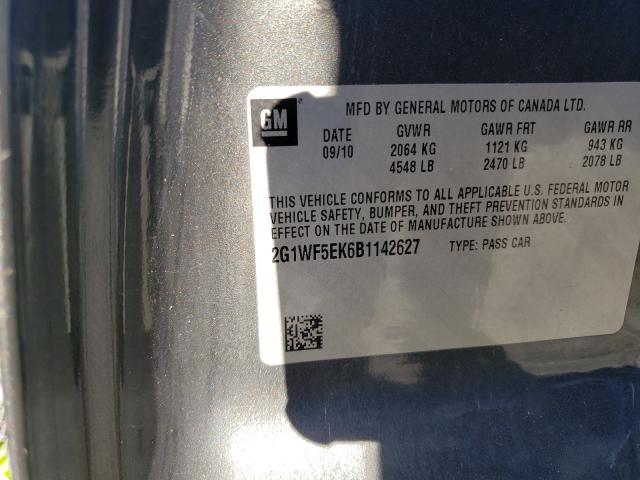 GM
MFD BY GENERAL MOTORS OF CANADA LTD.
DATE GVWR GAWR FRT GAWR RR
09/10 2064 KG 1121 KG 943 KG
4548 LB 2470 LB 2078 LB
THIS VEHICLE CONFORMS TO ALL APPLICABLE U.S. FEDERAL MOTOR
VEHICLE SAFETY, BUMPER, AND THEFT PREVENTION STANDARDS IN
EFFECT ON THE DATE OF MANUFACTURE SHOWN ABOVE.
2G1WF5EK6B1142627 TYPE: PASS CAR